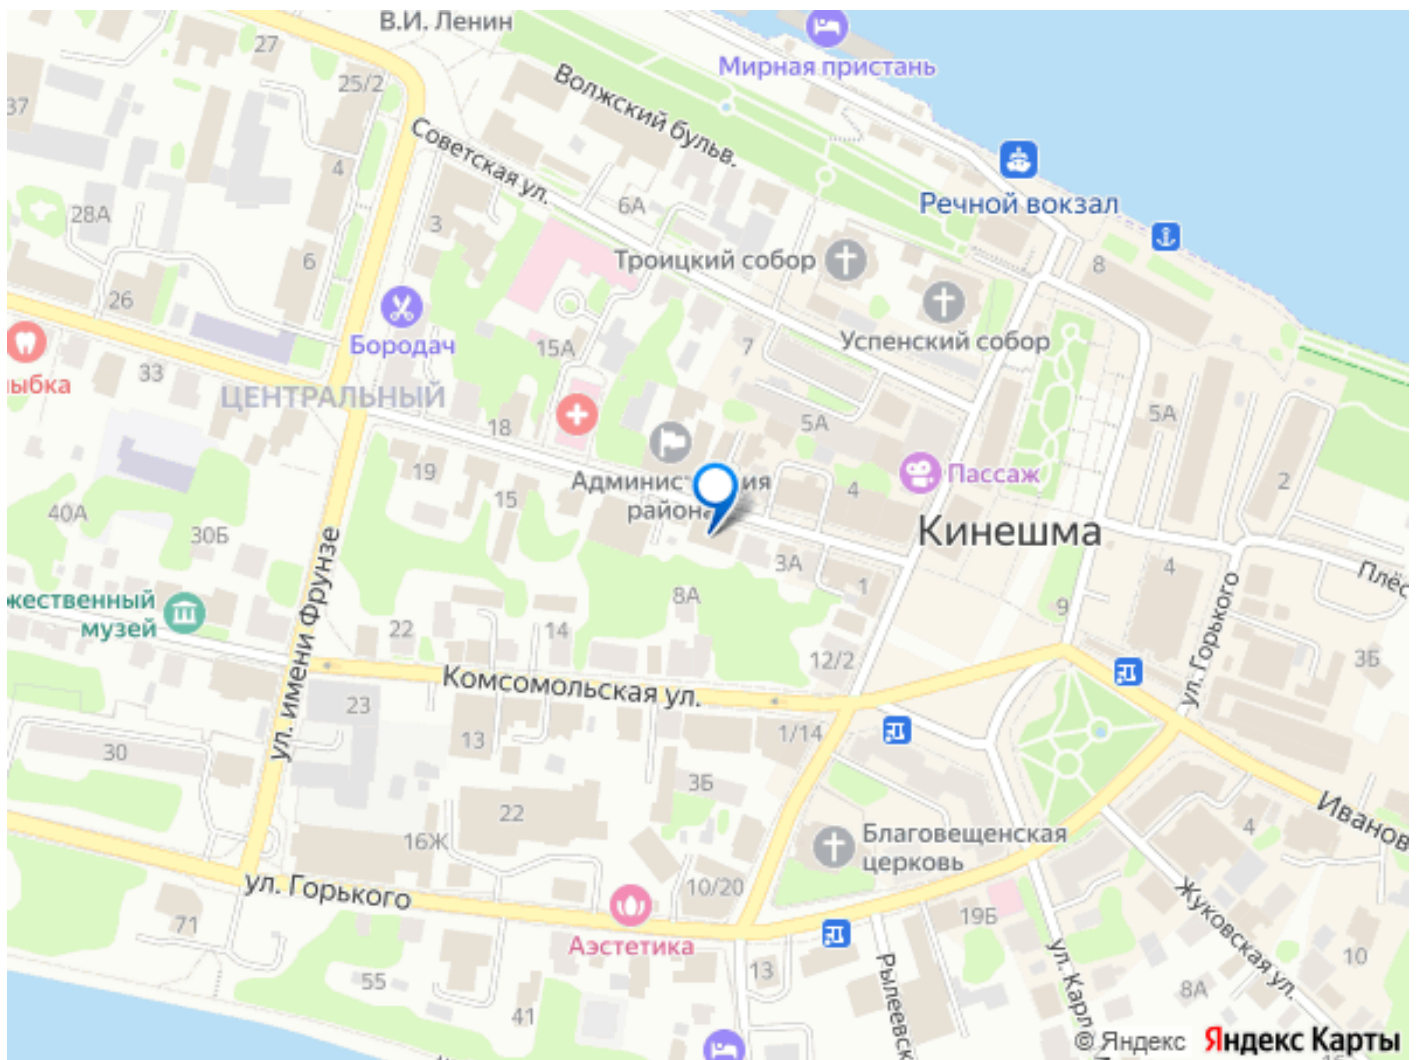 В.И. Ленин
27
25/2
37
Мирная пристань
Волжский бульв.
Советская ул.
4
28А
3
6А
Речной вокзал
Троицкий собор
8
6
26
Бородач
Успенский собор
15А
7
33
ЦЕНТРАЛЬНЫЙ
18
5А
5А
19
15
Пассаж
4
2
района
40А
30Б
Кинешма
3А
1
4
Плёс
ул. имени Фрунзе
ул. Горького
8А
9
жественный
музей
22
14
12/2
3Б
Комсомольская ул.
23
13
1/14
30
3Б
22
16Ж
Иванов
4
Благовещенская
церковь
ул. Горького
10/20
71
19Б
Жуковская ул.
Аэстетика
55
13
10
41
Рылеевск
ул. Карл
8А
© Яндекс
Яндекс Карты